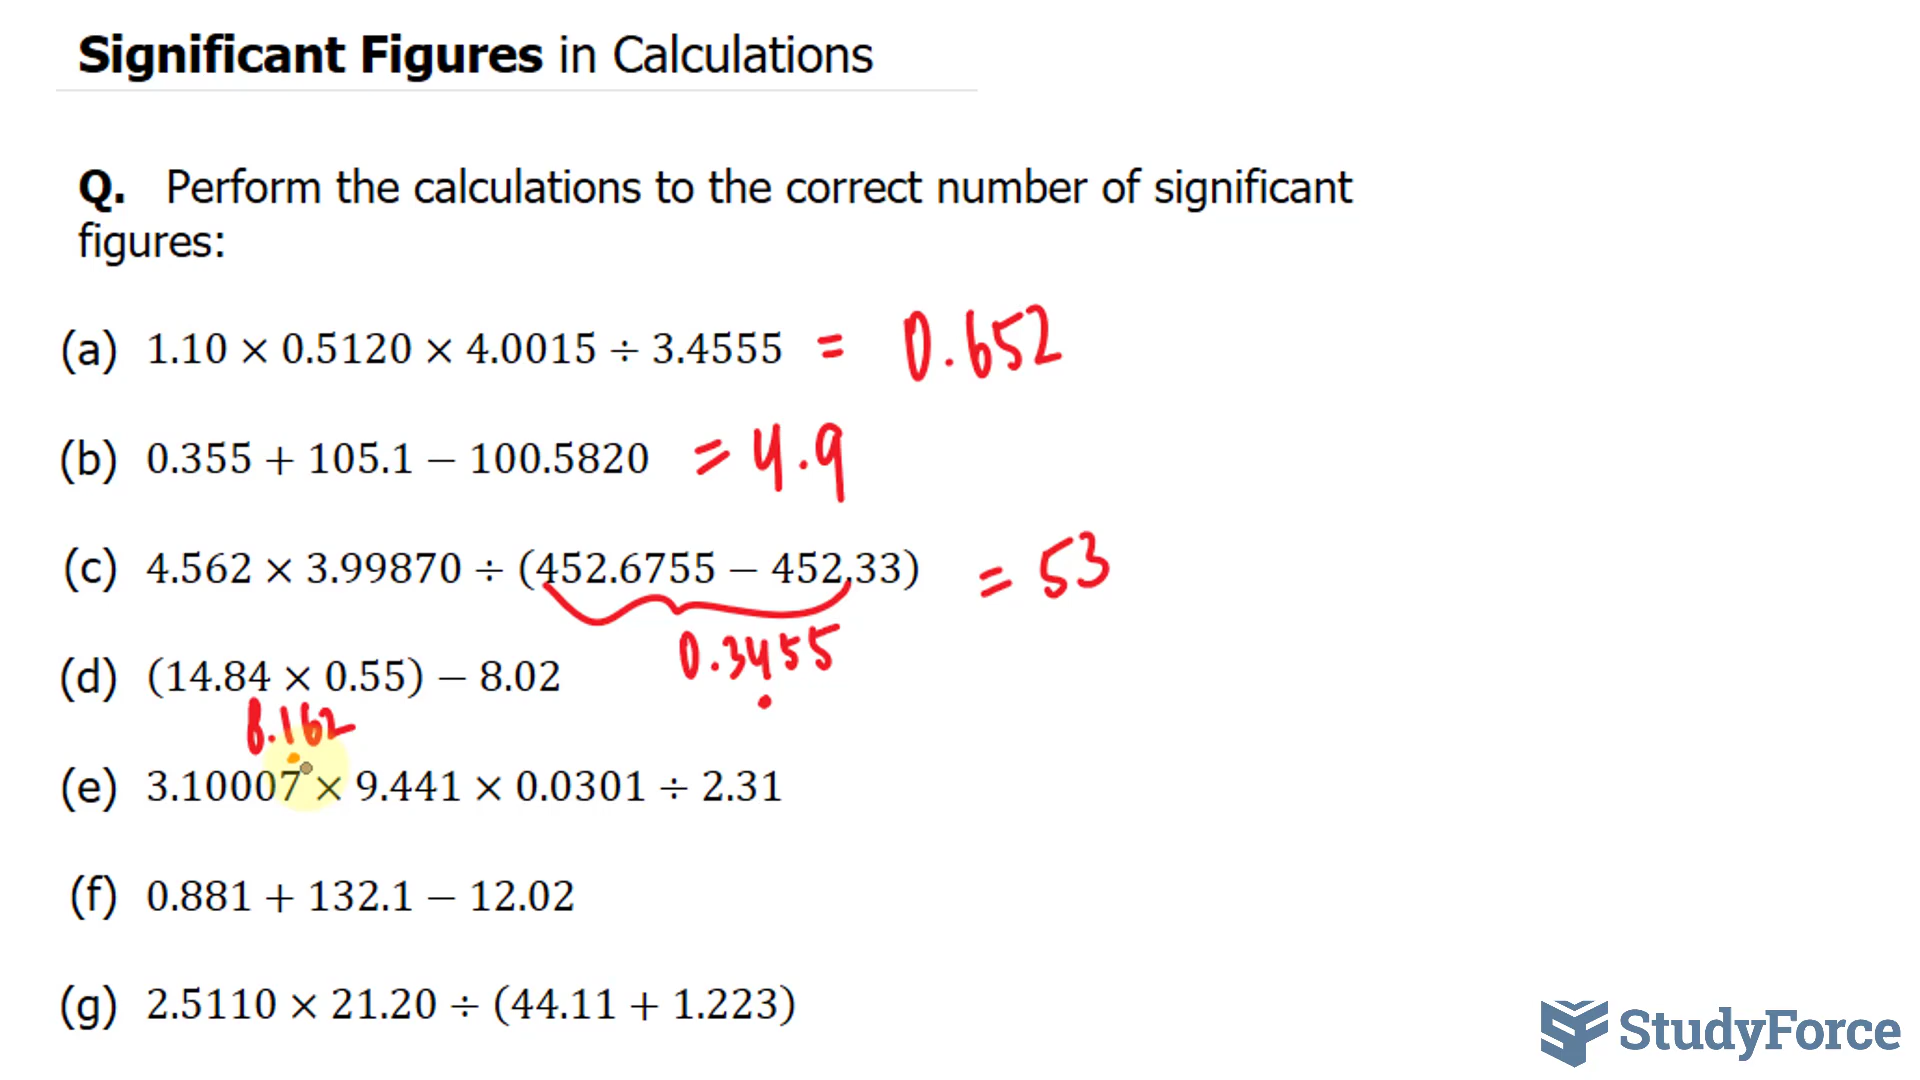 Significant Figures in Calculations
Q. Perform the calculations to the correct number of significant
figures:
(a) 1.10 × 0.5120 × 4.0015 ÷ 3.4555 = 0.652
(b) 0.355 + 105.1 − 100.5820 = 4.9
(c) 4.562 × 3.99870 ÷ (452.6755 − 452.33) = 53
0.3455
(d) (14.84 × 0.55) − 8.02
8.162
(e) 3.10007 × 9.441 × 0.0301 ÷ 2.31
(f) 0.881 + 132.1 − 12.02
(g) 2.5110 × 21.20 ÷ (44.11 + 1.223)
StudyForce